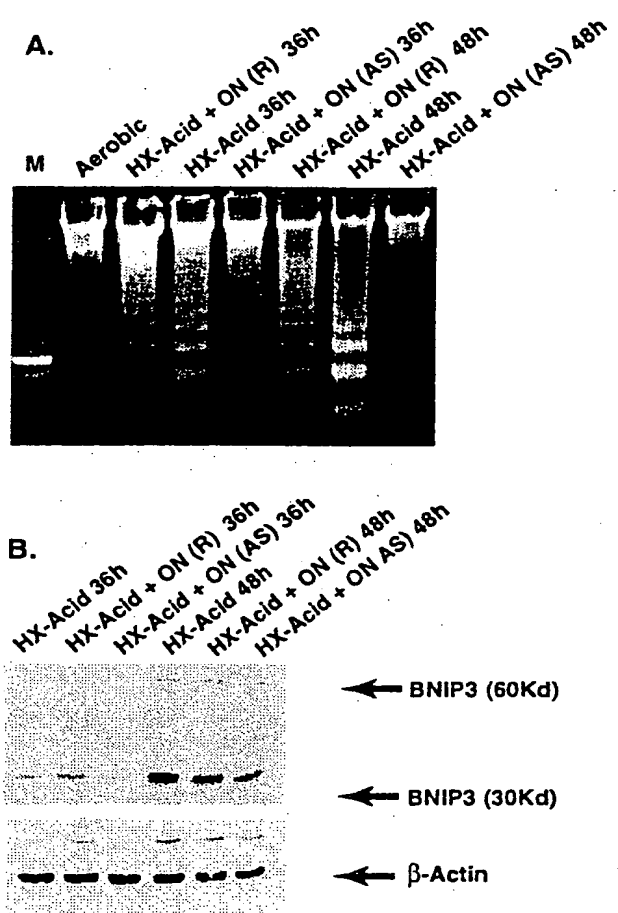 A.
M
Aerobic
HX-Acid + ON (R) 36h
HX-Acid 36h
HX-Acid + ON (AS) 36h
HX-Acid + ON (R) 48h
HX-Acid 48h
HX-Acid + ON (AS) 48h
B.
HX-Acid 36h
HX-Acid + ON (R) 36h
HX-Acid + ON (AS) 36h
HX-Acid 48h
HX-Acid + ON (R) 48h
HX-Acid + ON AS) 48h
BNIP3 (60Kd)
BNIP3 (30Kd)
β-Actin